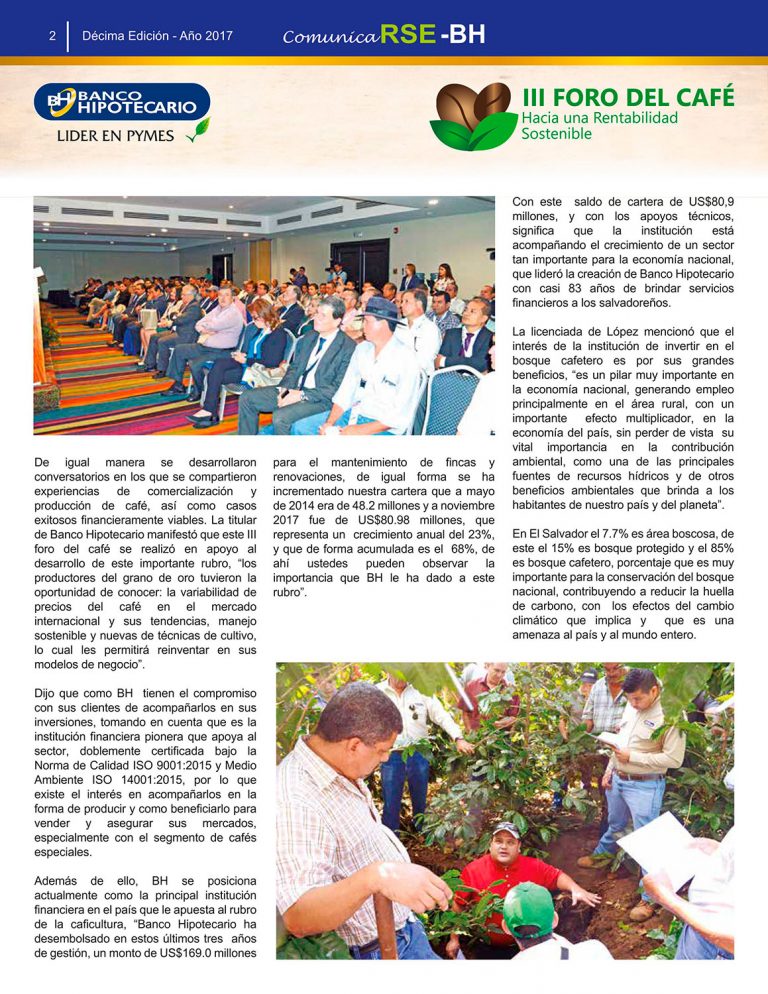 2
Décima Edición - Año 2017
ComunicaRSE-BH
BH BANCO
HIPOTECARIO
LIDER EN PYMES
III FORO DEL CAFÉ
Hacia una Rentabilidad
Sostenible
De igual manera se desarrollaron
conversatorios en los que se compartieron
experiencias de comercialización y
producción de café, así como casos
exitosos financieramente viables. La titular
de Banco Hipotecario manifestó que este III
foro del café se realizó en apoyo al
desarrollo de este importante rubro, “los
productores del grano de oro tuvieron la
oportunidad de conocer: la variabilidad de
precios del café en el mercado
internacional y sus tendencias, manejo
sostenible y nuevas de técnicas de cultivo,
lo cual les permitirá reinventar en sus
modelos de negocio”.
Dijo que como BH tienen el compromiso
con sus clientes de acompañarlos en sus
inversiones, tomando en cuenta que es la
institución financiera pionera que apoya al
sector, doblemente certificada bajo la
Norma de Calidad ISO 9001:2015 y Medio
Ambiente ISO 14001:2015, por lo que
existe el interés en acompañarlos en la
forma de producir y como beneficiarlo para
vender y asegurar sus mercados,
especialmente con el segmento de cafés
especiales.
Además de ello, BH se posiciona
actualmente como la principal institución
financiera en el país que le apuesta al rubro
de la caficultura, “Banco Hipotecario ha
desembolsado en estos últimos tres años
de gestión, un monto de US$169.0 millones
para el mantenimiento de fincas y
renovaciones, de igual forma se ha
incrementado nuestra cartera que a mayo
de 2014 era de 48.2 millones y a noviembre
2017 fue de US$80.98 millones, que
representa un crecimiento anual del 23%,
y que de forma acumulada es el 68%, de
ahí ustedes pueden observar la
importancia que BH le ha dado a este
rubro”.
Con este saldo de cartera de US$80,9
millones, y con los apoyos técnicos,
significa que la institución está
acompañando el crecimiento de un sector
tan importante para la economía nacional,
que lideró la creación de Banco Hipotecario
con casi 83 años de brindar servicios
financieros a los salvadoreños.
La licenciada de López mencionó que el
interés de la institución de invertir en el
bosque cafetero es por sus grandes
beneficios, “es un pilar muy importante en
la economía nacional, generando empleo
principalmente en el área rural, con un
importante efecto multiplicador, en la
economía del país, sin perder de vista su
vital importancia en la contribución
ambiental, como una de las principales
fuentes de recursos hídricos y de otros
beneficios ambientales que brinda a los
habitantes de nuestro país y del planeta”.
En El Salvador el 7.7% es área boscosa, de
este el 15% es bosque protegido y el 85%
es bosque cafetero, porcentaje que es muy
importante para la conservación del bosque
nacional, contribuyendo a reducir la huella
de carbono, con los efectos del cambio
climático que implica y que es una
amenaza al país y al mundo entero.